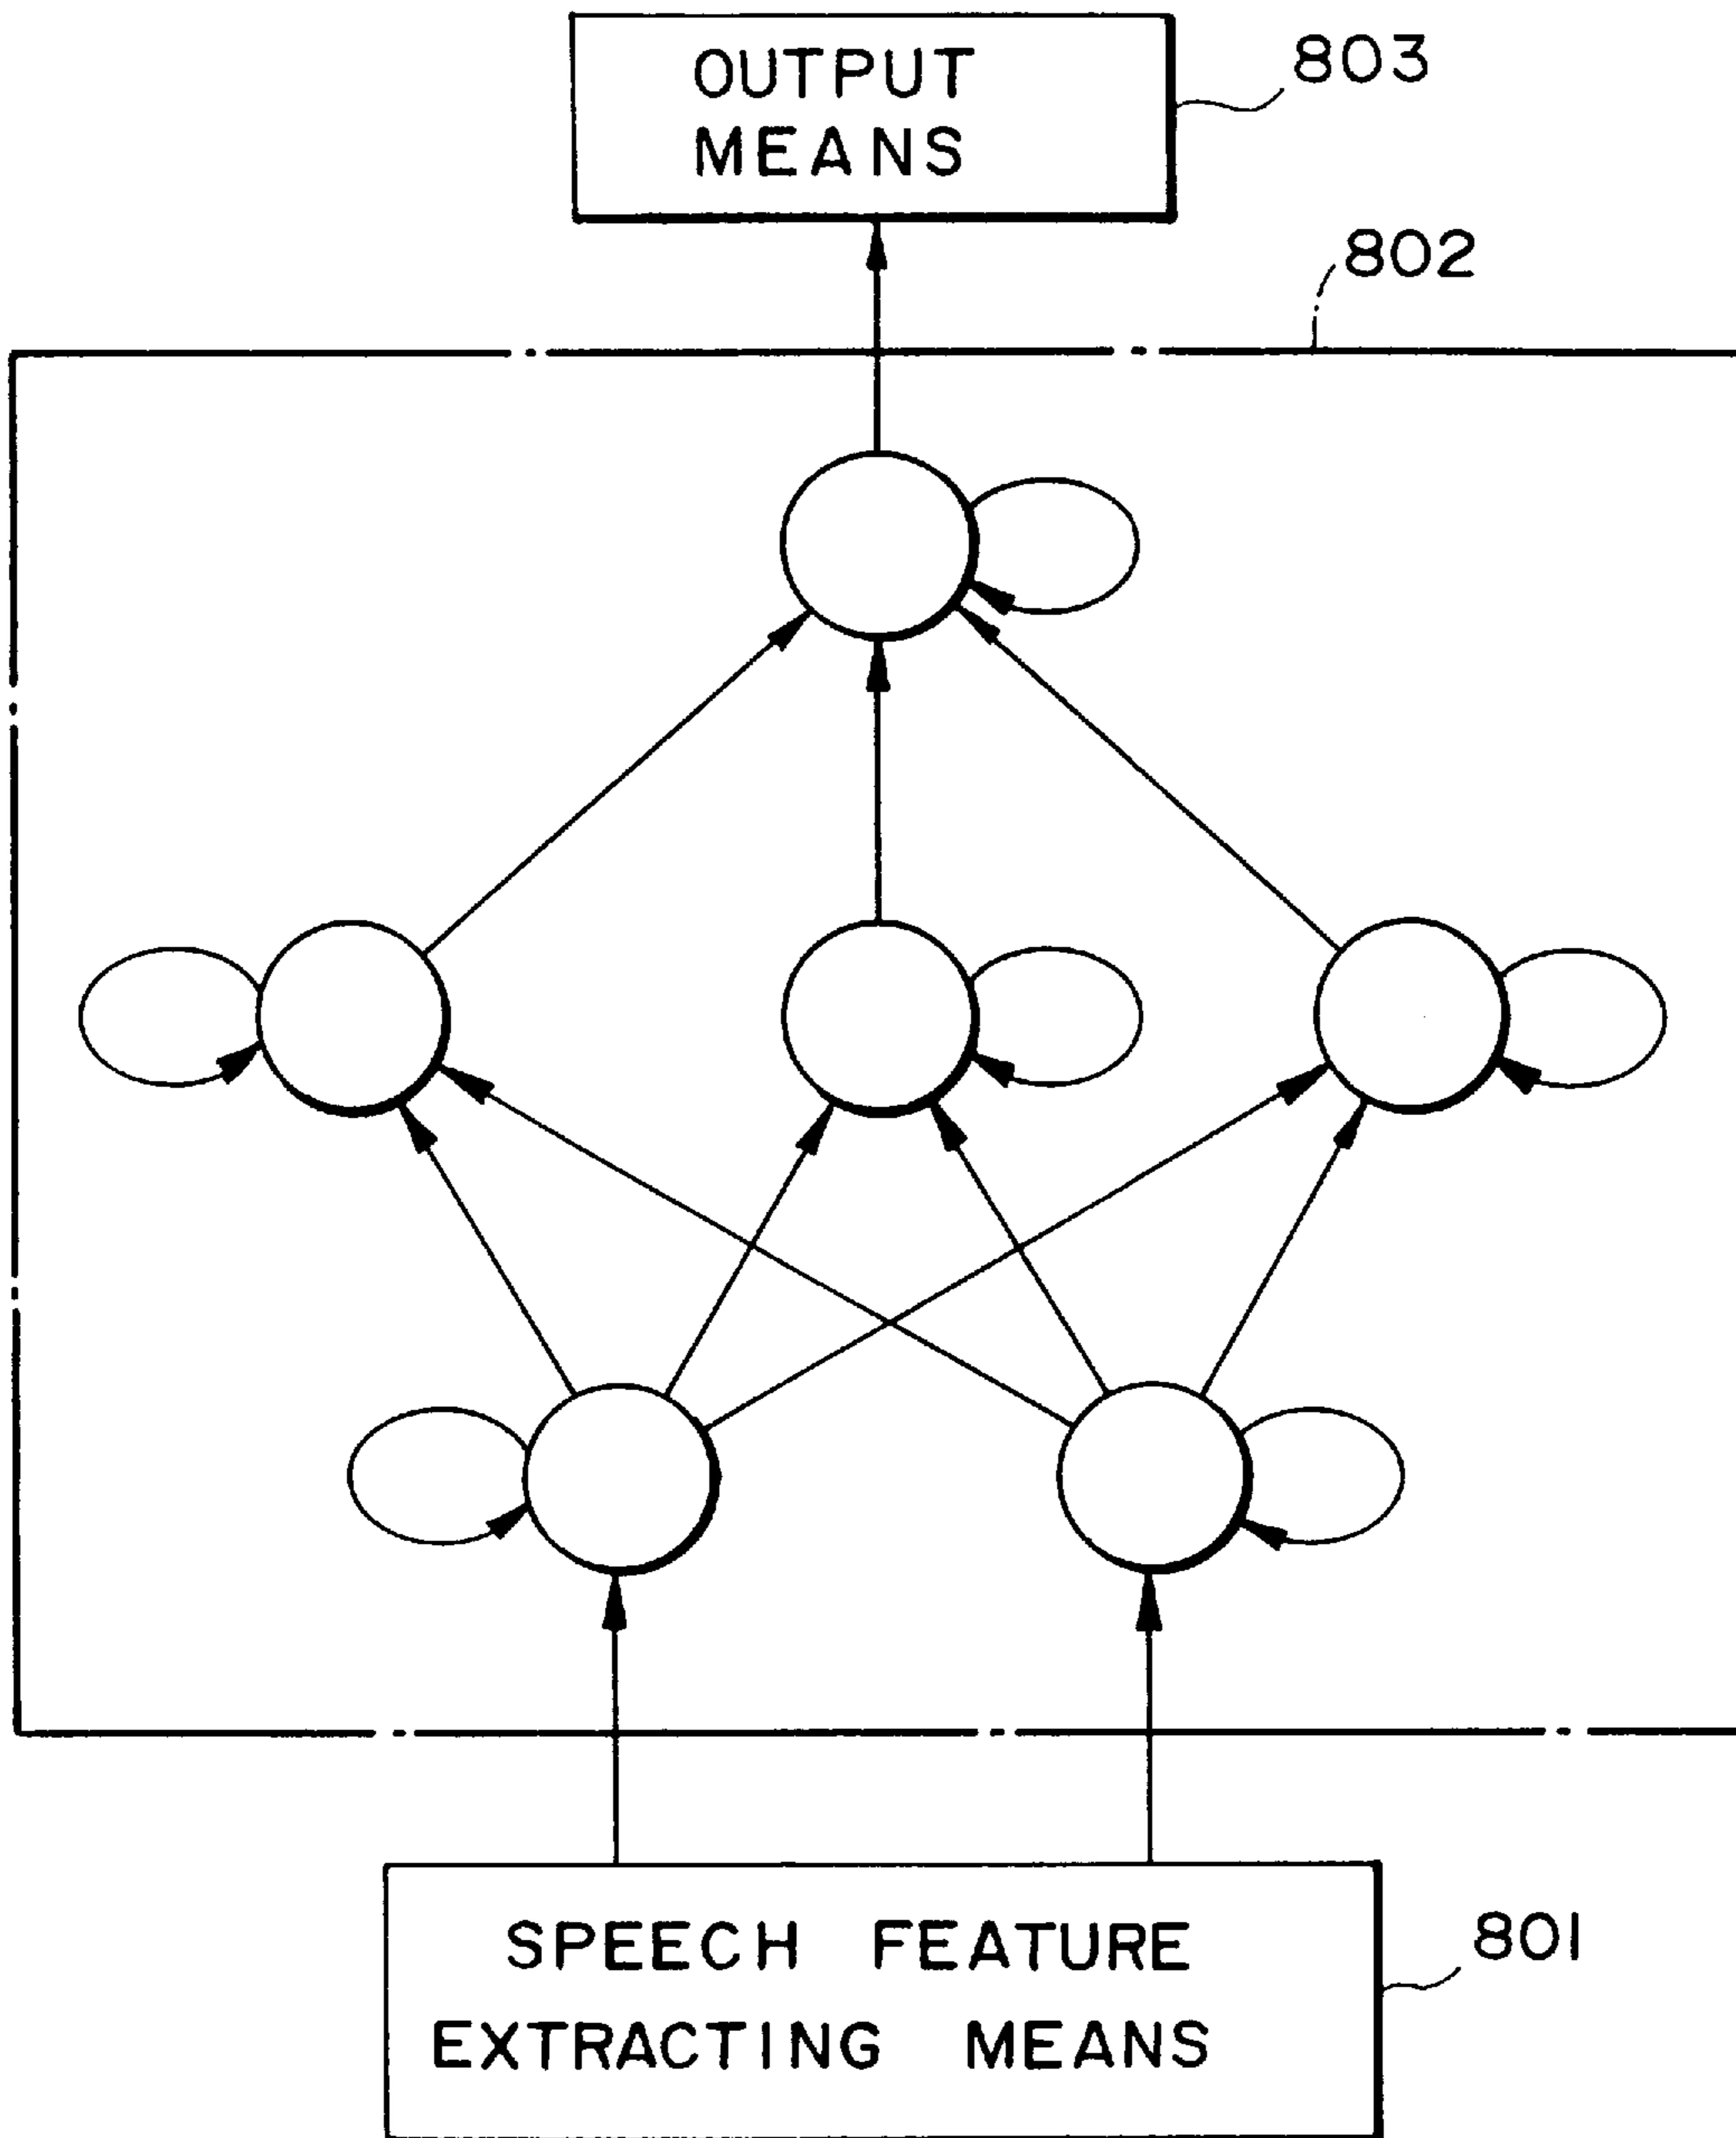 OUTPUT
MEANS
803
802
SPEECH FEATURE
EXTRACTING MEANS
801